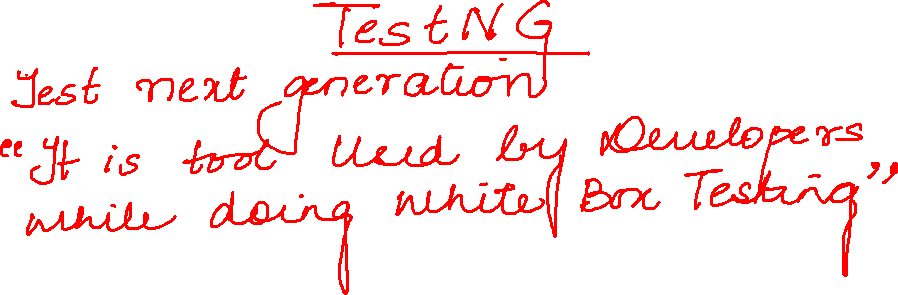 TestNG
Test next generation
"It is tool Used by Developers
while doing white Box Testing"